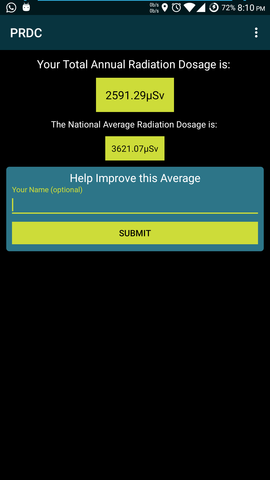 0b/s
0b/s
72% 8:10 PM
PRDC
Your Total Annual Radiation Dosage is:
2591.29μSv
The National Average Radiation Dosage is:
3621.07μSv
Help Improve this Average
Your Name (optional)
SUBMIT